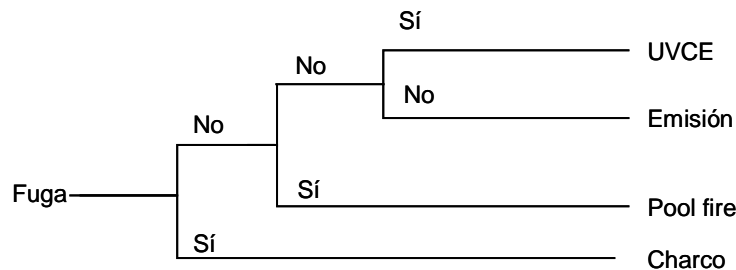 Sí
UVCE
No
No
Emisión
No
Fuga
Sí
Pool fire
Sí
Charco